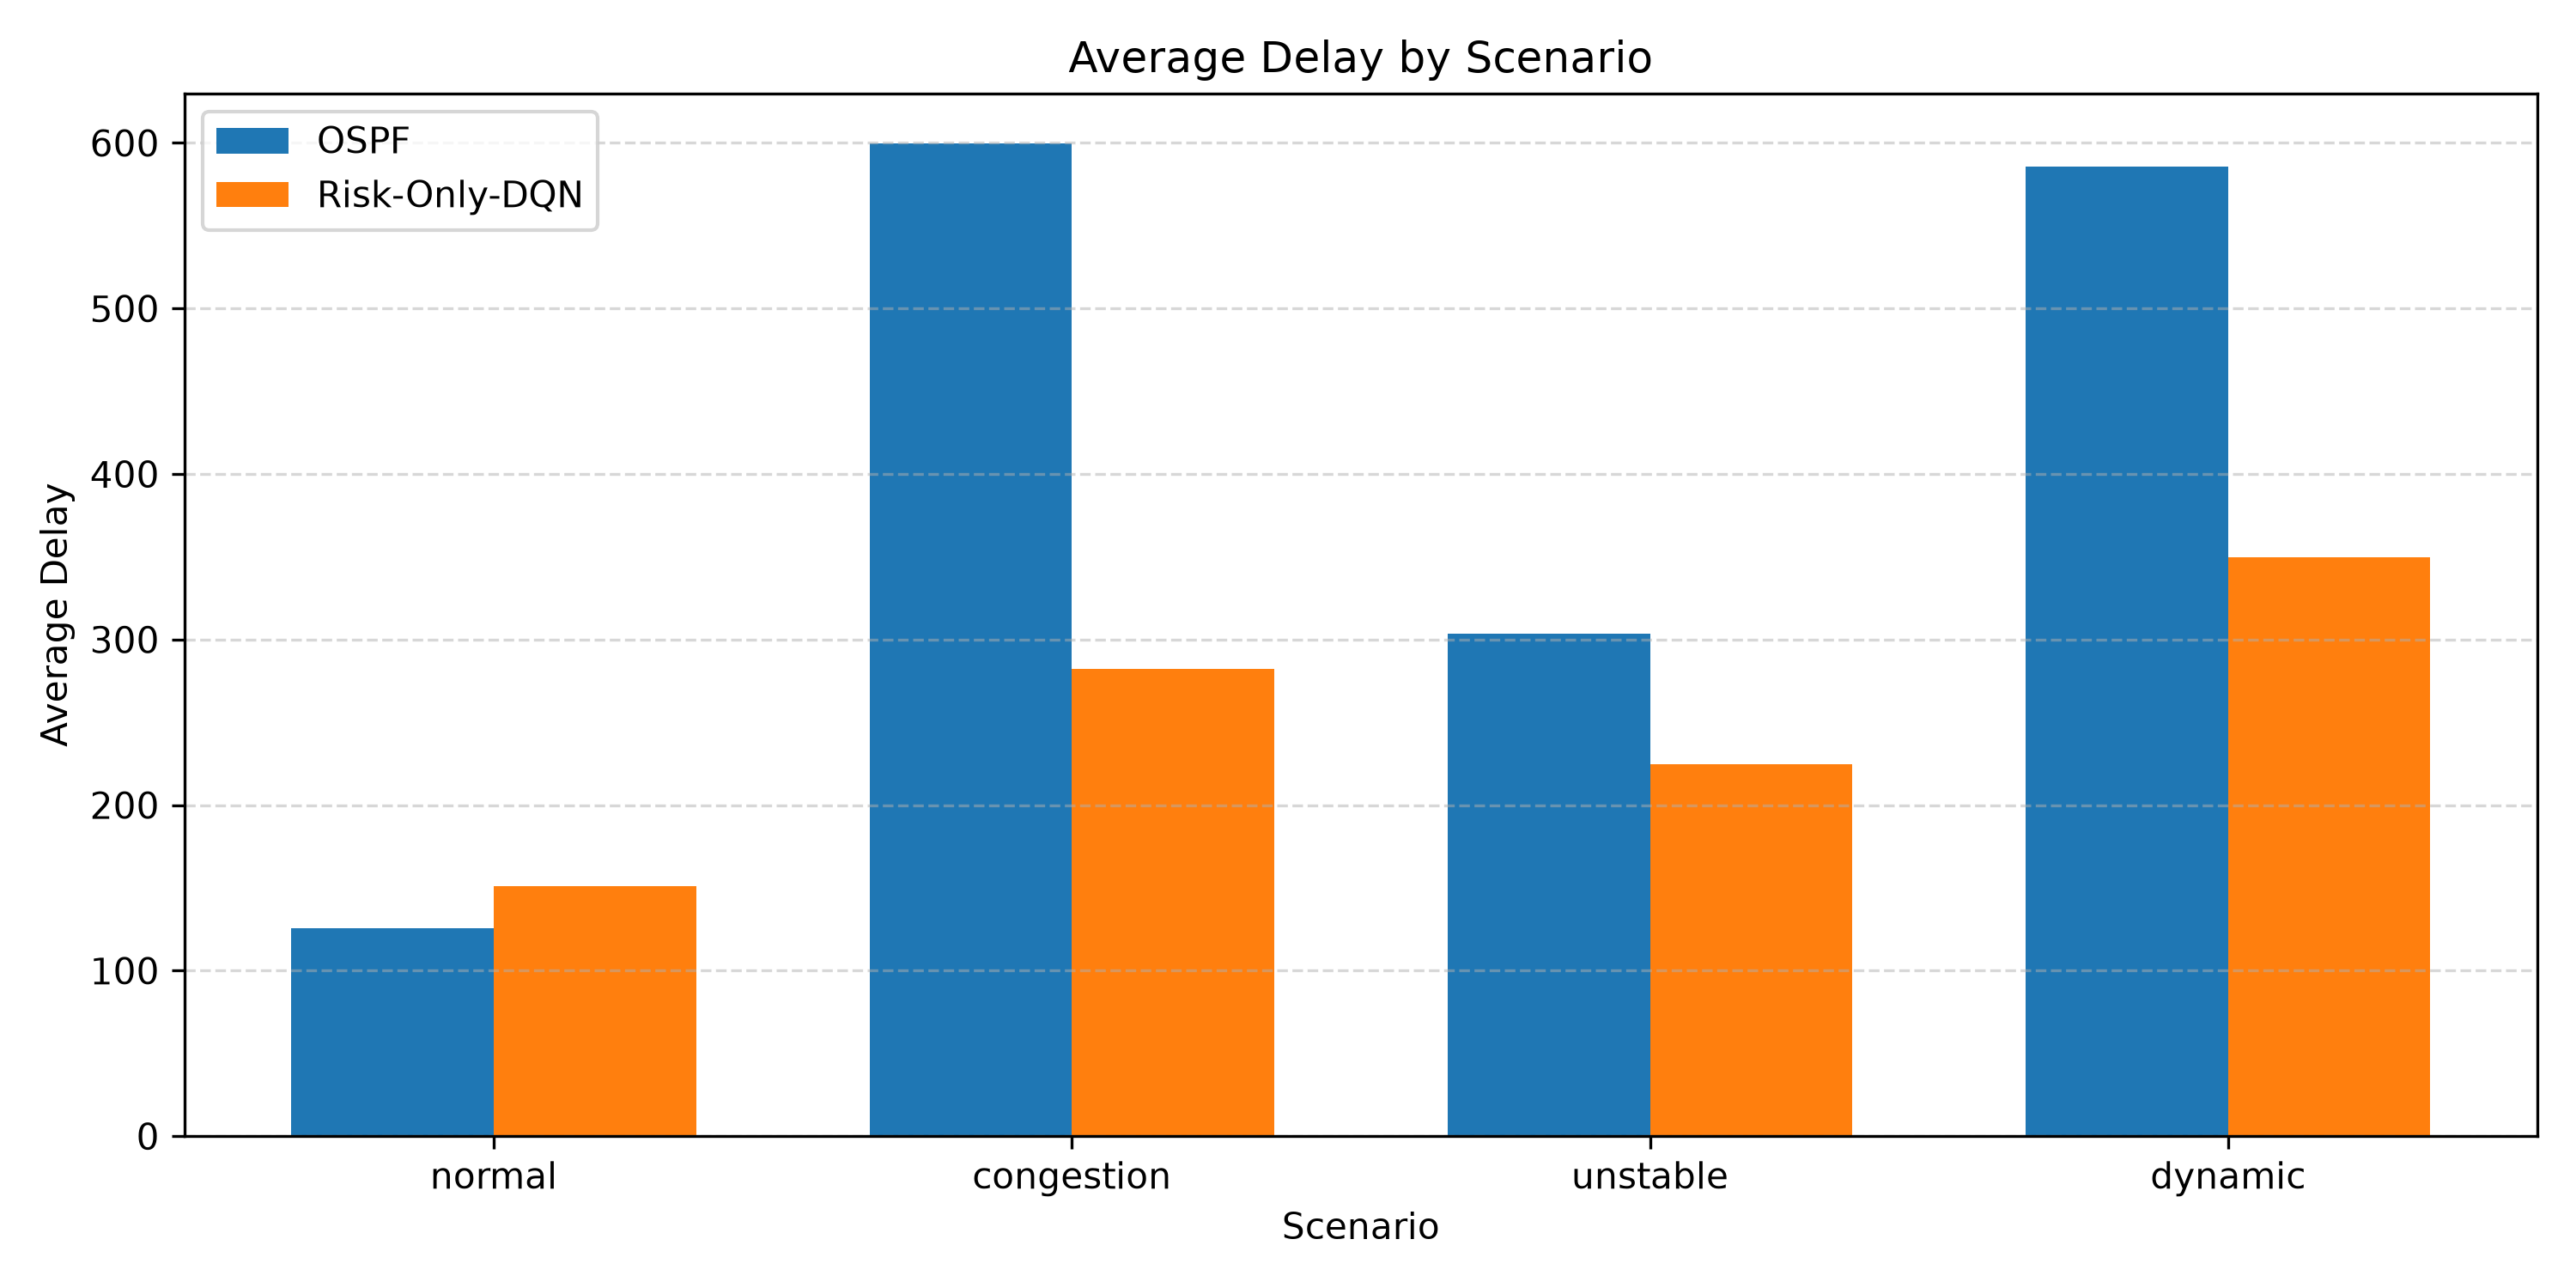 Average Delay by Scenario
OSPF
Risk-Only-DQN
Average Delay
600
500
400
300
200
100
0
normal
congestion
unstable
dynamic
Scenario